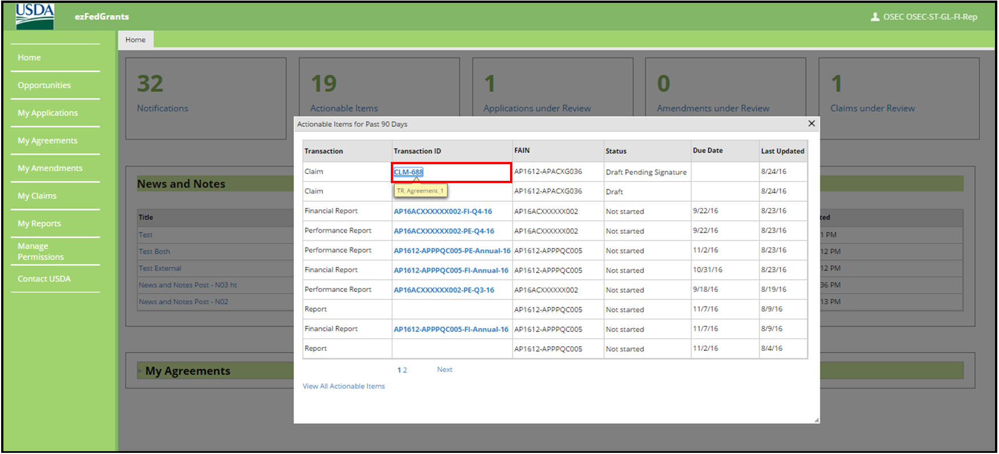 USDA
ezFedGrants
OSEC OSEC-ST-GL-FI-Rep
Home
Home
Opportunities
My Applications
My Agreements
My Amendments
My Claims
My Reports
Manage
Permissions
Contact USDA
32
Notifications
19
Actionable Items
1
Applications under Review
0
Amendments under Review
1
Claims under Review
News and Notes
Title
Test
Test Both
Test External
News and Notes Post - N03 ht
News and Notes Post - N02
My Agreements
Actionable Items for Past 90 Days
Transaction Transaction ID FAIN Status Due Date Last Updated
Claim CLM-688 AP1612-APACXG036 Draft Pending Signature 8/24/16
TR_Agreement_1
Claim AP1612-APACXG036 Draft 8/24/16
Financial Report AP16ACXXXXXX002-FI-Q4-16 AP16ACXXXXXX002 Not started 9/22/16 8/23/16
Performance Report AP16ACXXXXXX002-PE-Q4-16 AP16ACXXXXXX002 Not started 9/22/16 8/23/16
Performance Report AP1612-APPPQC005-PE-Annual-16 AP1612-APPPQC005 Not started 11/2/16 8/23/16
Financial Report AP1612-APPPQC005-FI-Annual-16 AP1612-APPPQC005 Not started 10/31/16 8/23/16
Performance Report AP16ACXXXXXX002-PE-Q3-16 AP16ACXXXXXX002 Not started 9/18/16 8/19/16
Report AP1612-APPPQC005 Not started 11/7/16 8/9/16
Financial Report AP1612-APPPQC005-FI-Annual-16 AP1612-APPPQC005 Not started 11/7/16 8/9/16
Report AP1612-APPPQC005 Not started 11/2/16 8/4/16
1 2 Next
View All Actionable Items
ted
1 PM
12 PM
12 PM
36 PM
13 PM